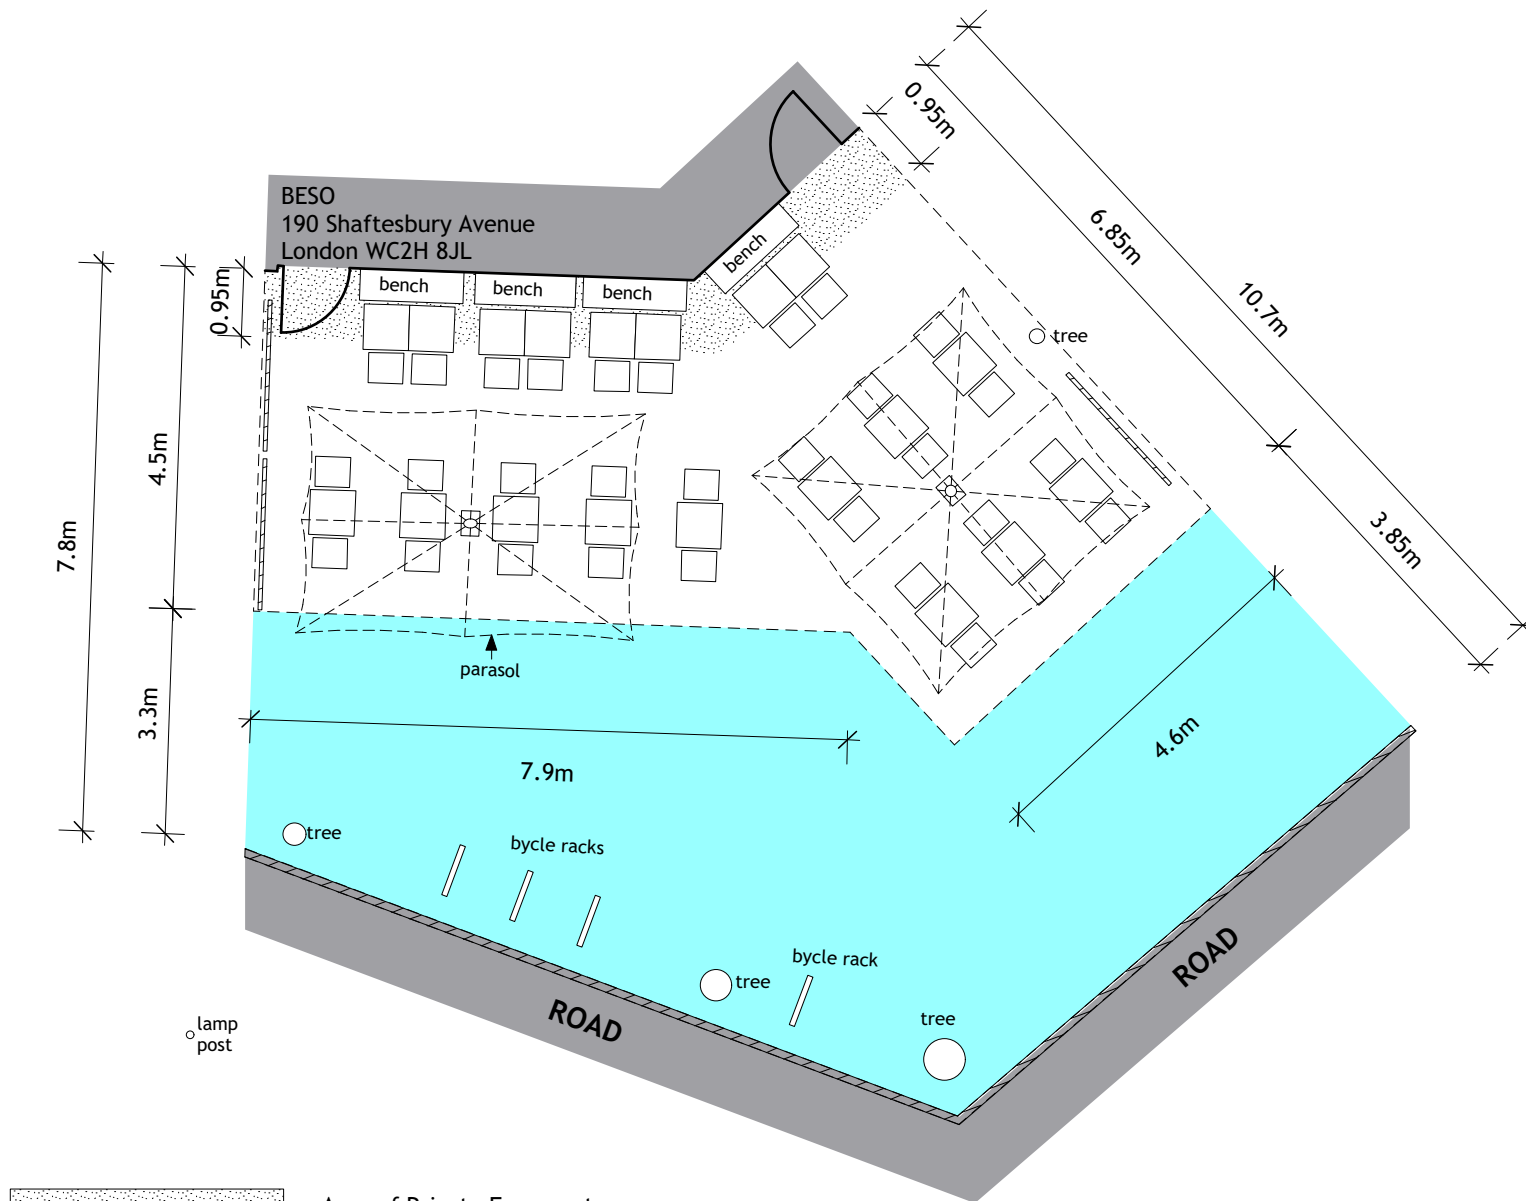 0.95m
6.85m
10.7m
BESO
190 Shaftesbury Avenue
London WC2H 8JL
bench
bench
bench
bench
0.95m
tree
4.5m
7.8m
3.85m
parasol
3.3m
4.6m
7.9m
tree
bycle racks
bycle rack
tree
tree
ROAD
ROAD
lamp
post